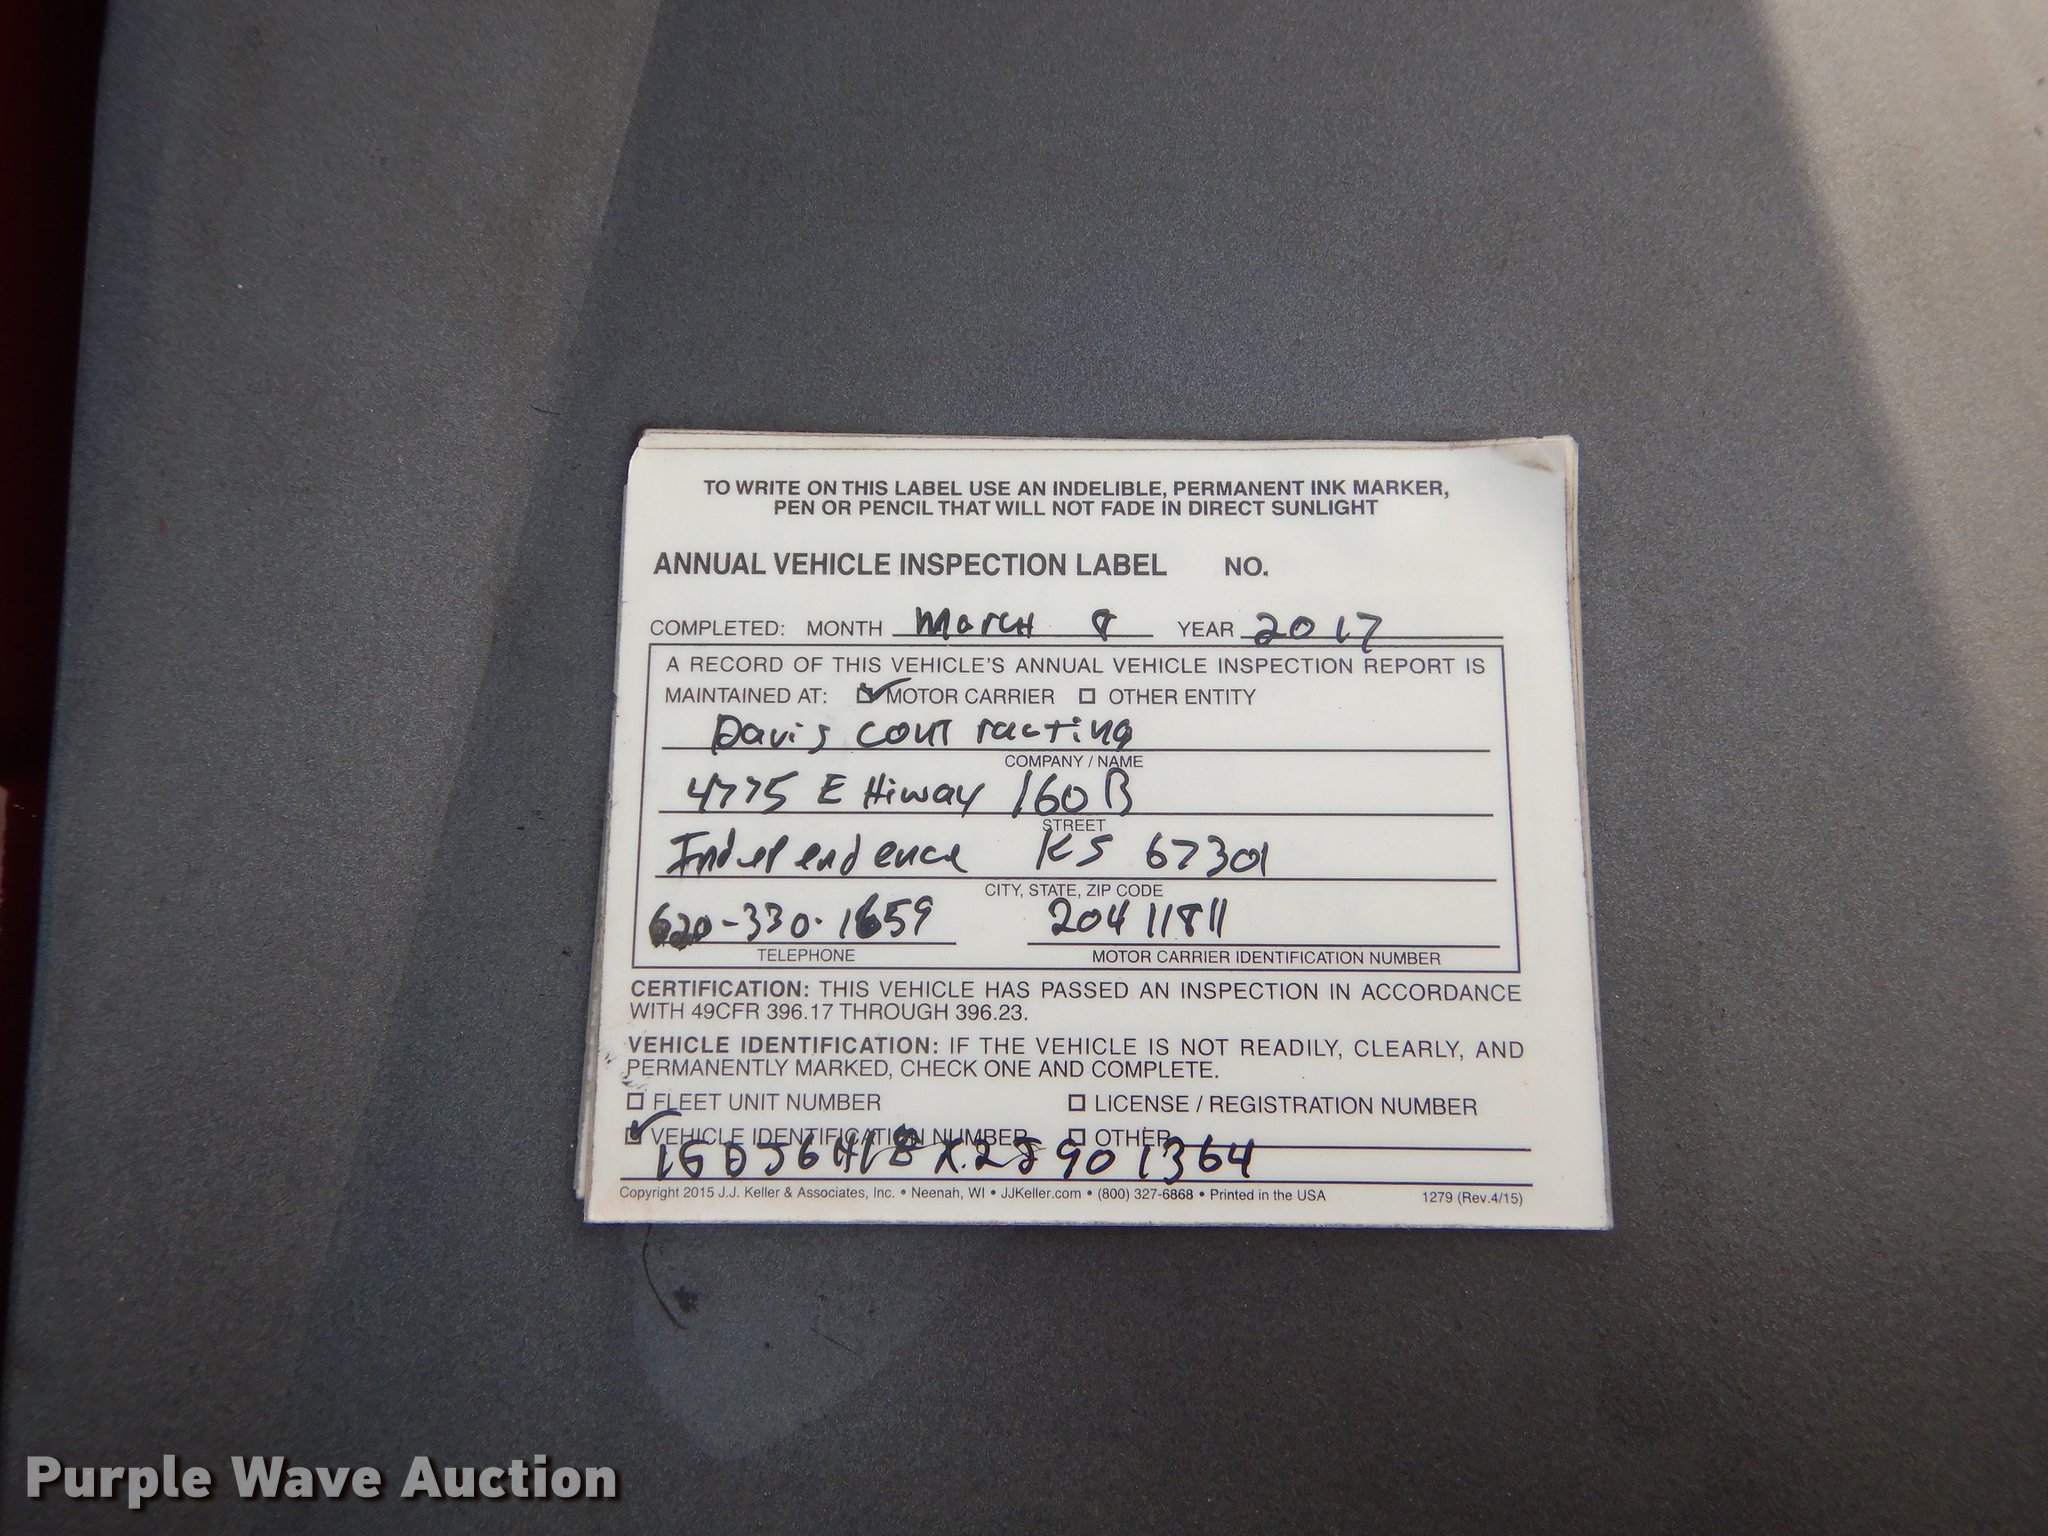 TO WRITE ON THIS LABEL USE AN INDELIBLE, PERMANENT INK MARKER,
PEN OR PENCIL THAT WILL NOT FADE IN DIRECT SUNLIGHT
ANNUAL VEHICLE INSPECTION LABEL NO.
COMPLETED: MONTH March 8 YEAR 2017
A RECORD OF THIS VEHICLE'S ANNUAL VEHICLE INSPECTION REPORT IS
MAINTAINED AT: MOTOR CARRIER OTHER ENTITY
Davis contracting
COMPANY / NAME
4775 E Hiway 160 B
STREET
Independence KS 67301
CITY, STATE, ZIP CODE
620-330-1659 20411811
TELEPHONE MOTOR CARRIER IDENTIFICATION NUMBER
CERTIFICATION: THIS VEHICLE HAS PASSED AN INSPECTION IN ACCORDANCE
WITH 49CFR 396.17 THROUGH 396.23.
VEHICLE IDENTIFICATION: IF THE VEHICLE IS NOT READILY, CLEARLY, AND
PERMANENTLY MARKED, CHECK ONE AND COMPLETE.
FLEET UNIT NUMBER LICENSE / REGISTRATION NUMBER
VEHICLE IDENTIFICATION NUMBER OTHER
Copyright 2015 J.J. Keller & Associates, Inc. • Neenah, WI • JJKeller.com • (800) 327-6868 • Printed in the USA 1279 (Rev.4/15)
Purple Wave Auction